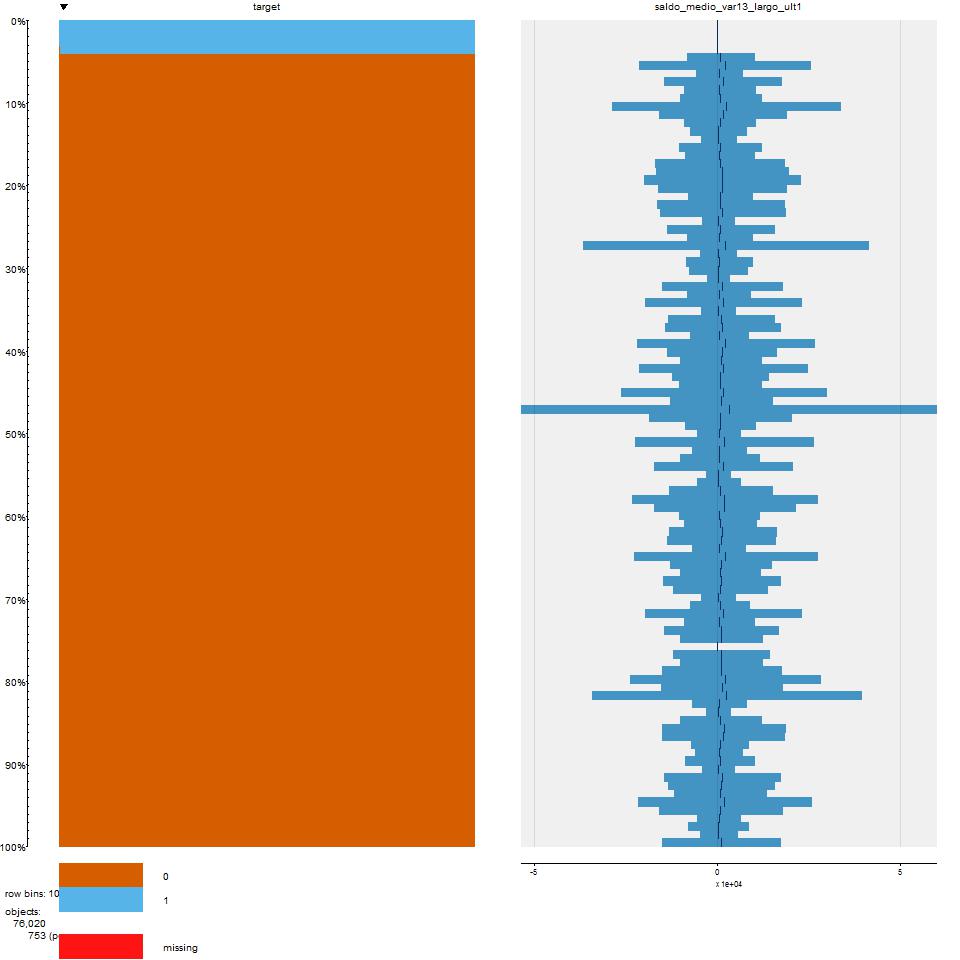 target
saldo_medio_var13_largo_ult1
0%
10%
20%
30%
40%
50%
60%
70%
80%
90%
100%
-5
0
5
x 1e+04
0
row bins: 10
1
objects:
76,020
753 (p
missing